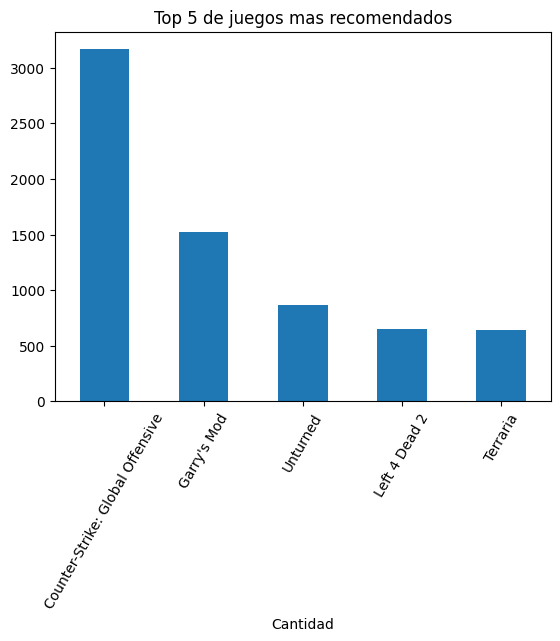 Top 5 de juegos mas recomendados
3000
2500
2000
1500
1000
500
0
Counter-Strike: Global Offensive
Garry's Mod
Unturned
Left 4 Dead 2
Terraria
Cantidad